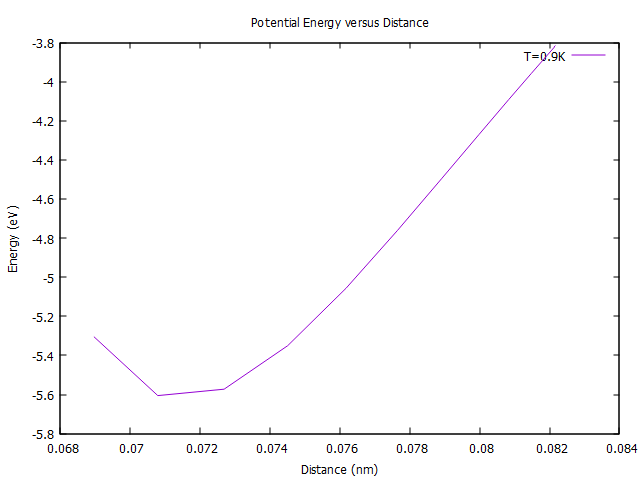 Potential Energy versus Distance
-3.8
T=0.9K
-4
-4.2
-4.4
-4.6
-4.8
-5
-5.2
-5.4
-5.6
-5.8
Energy (eV)
0.068 0.07 0.072 0.074 0.076 0.078 0.08 0.082 0.084
Distance (nm)